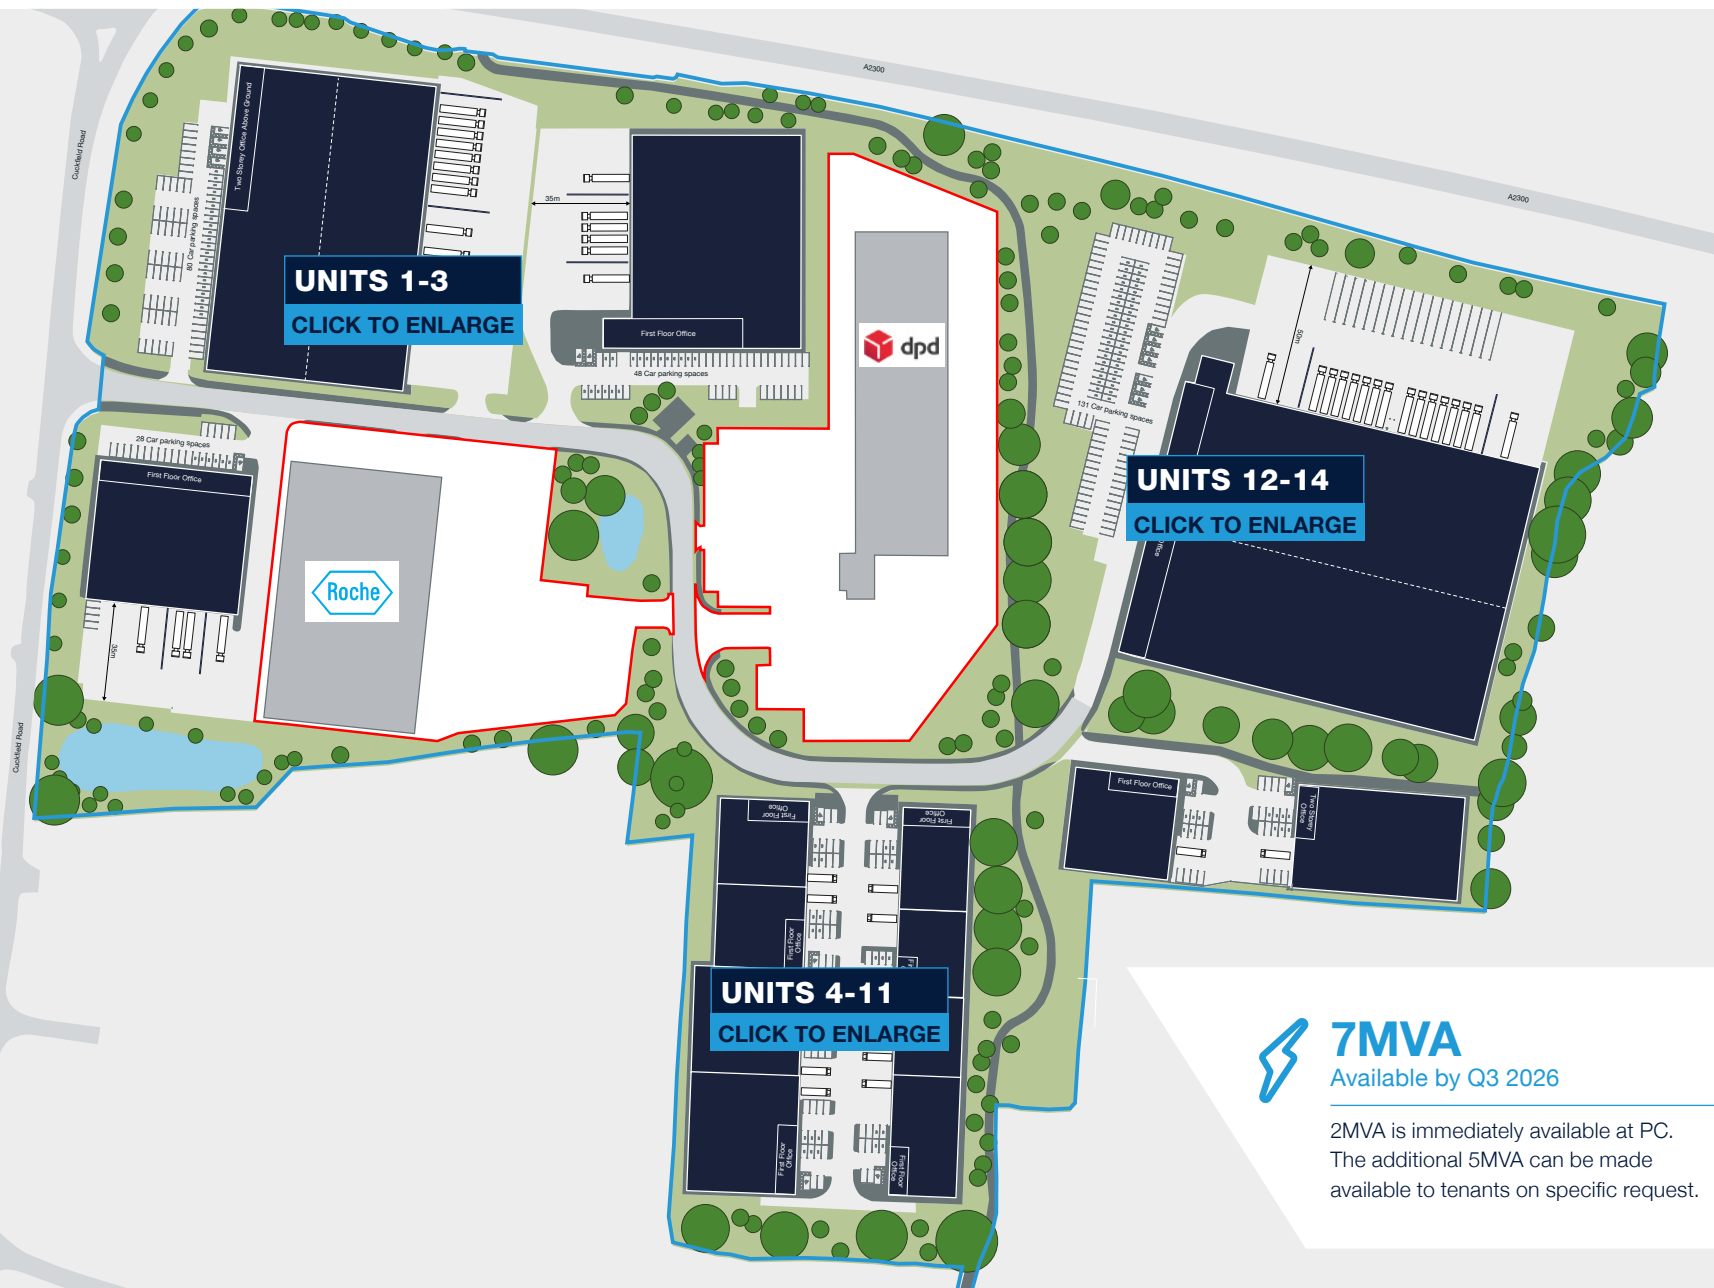 A2300
A2300
Cuckfield Road
Two Storey Office Above Ground
80 Car parking spaces
35m
UNITS 1-3
CLICK TO ENLARGE
First Floor Office
48 Car parking spaces
dpd
50m
131 Car parking spaces
28 Car parking spaces
First Floor Office
UNITS 12-14
CLICK TO ENLARGE
Office
Roche
35m
Cuckfield Road
First Floor
Office
First Floor
Office
First Floor Office
Two Storey
Office
First Floor
Office
UNITS 4-11
CLICK TO ENLARGE
First Floor
Office
First Floor
Office
7MVA
Available by Q3 2026
2MVA is immediately available at PC.
The additional 5MVA can be made
available to tenants on specific request.